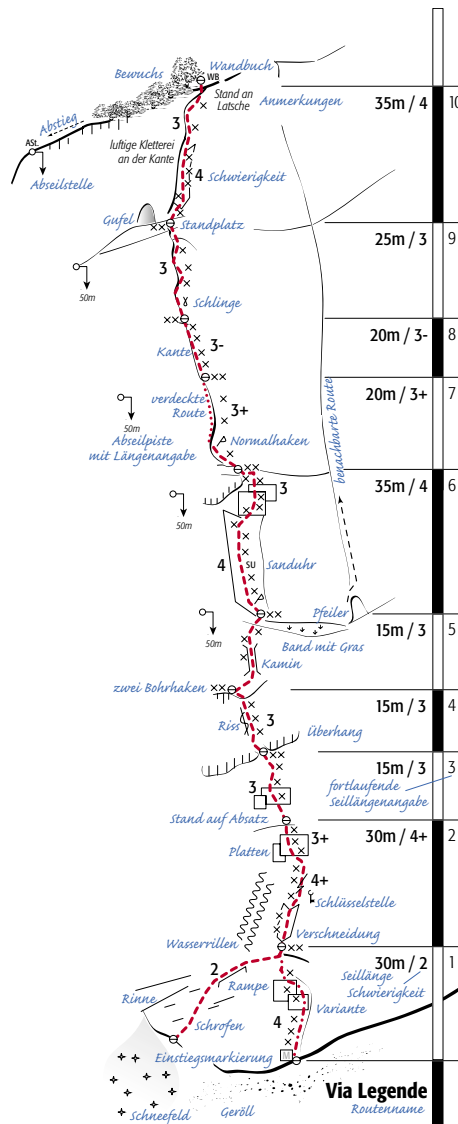 Wandbuch
Bewuchs
WB
Stand an
Latsche
Anmerkungen
35m / 4
10
Abstieg
3
luftige Kletterei
an der Kante
ASt.
Abseilstelle
4
Schwierigkeit
Gufel
Standplatz
25m / 3
9
3
50m
Schlinge
20m / 3-
8
3-
Kante
20m / 3+
7
verdeckte
Route
3+
50m
Abseilpiste
mit Längenangabe
Normalhaken
benachbarte Route
35m / 4
6
3
50m
4
SU
Sanduhr
Pfeiler
50m
15m / 3
5
Band mit Gras
Kamin
zwei Bohrhaken
15m / 3
4
Riss
3
Überhang
15m / 3
3
fortlaufende
Seillängenangabe
3
Stand auf Absatz
30m / 4+
2
3+
Platten
4+
Schlüsselstelle
Verschneidung
Wasserrillen
30m / 2
1
2
Seillänge
Schwierigkeit
Rampe
Rinne
Variante
4
Schrofen
Einstiegsmarkierung
M
Via Legende
Routenname
Schneefeld
Geröll